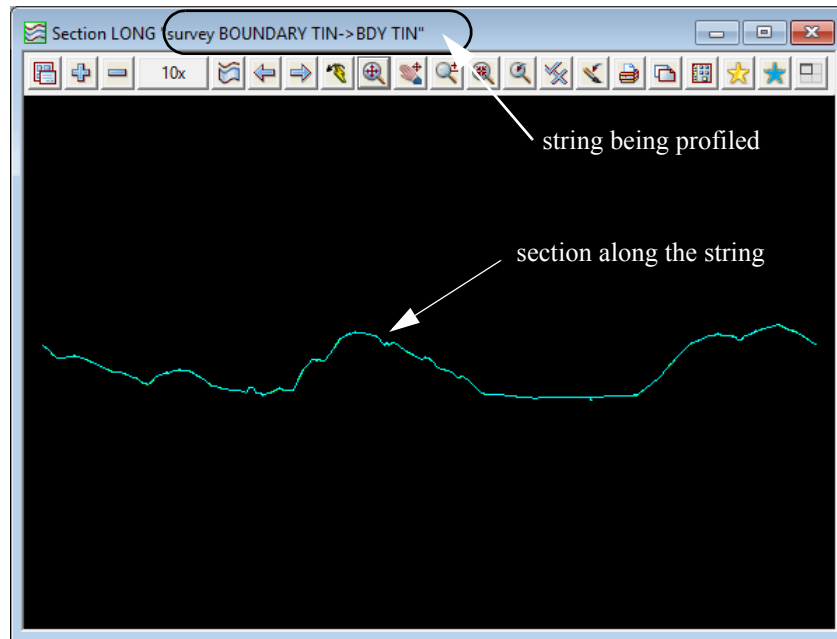 Section LONG "survey BOUNDARY TIN->BDY TIN"
10x
string being profiled
section along the string